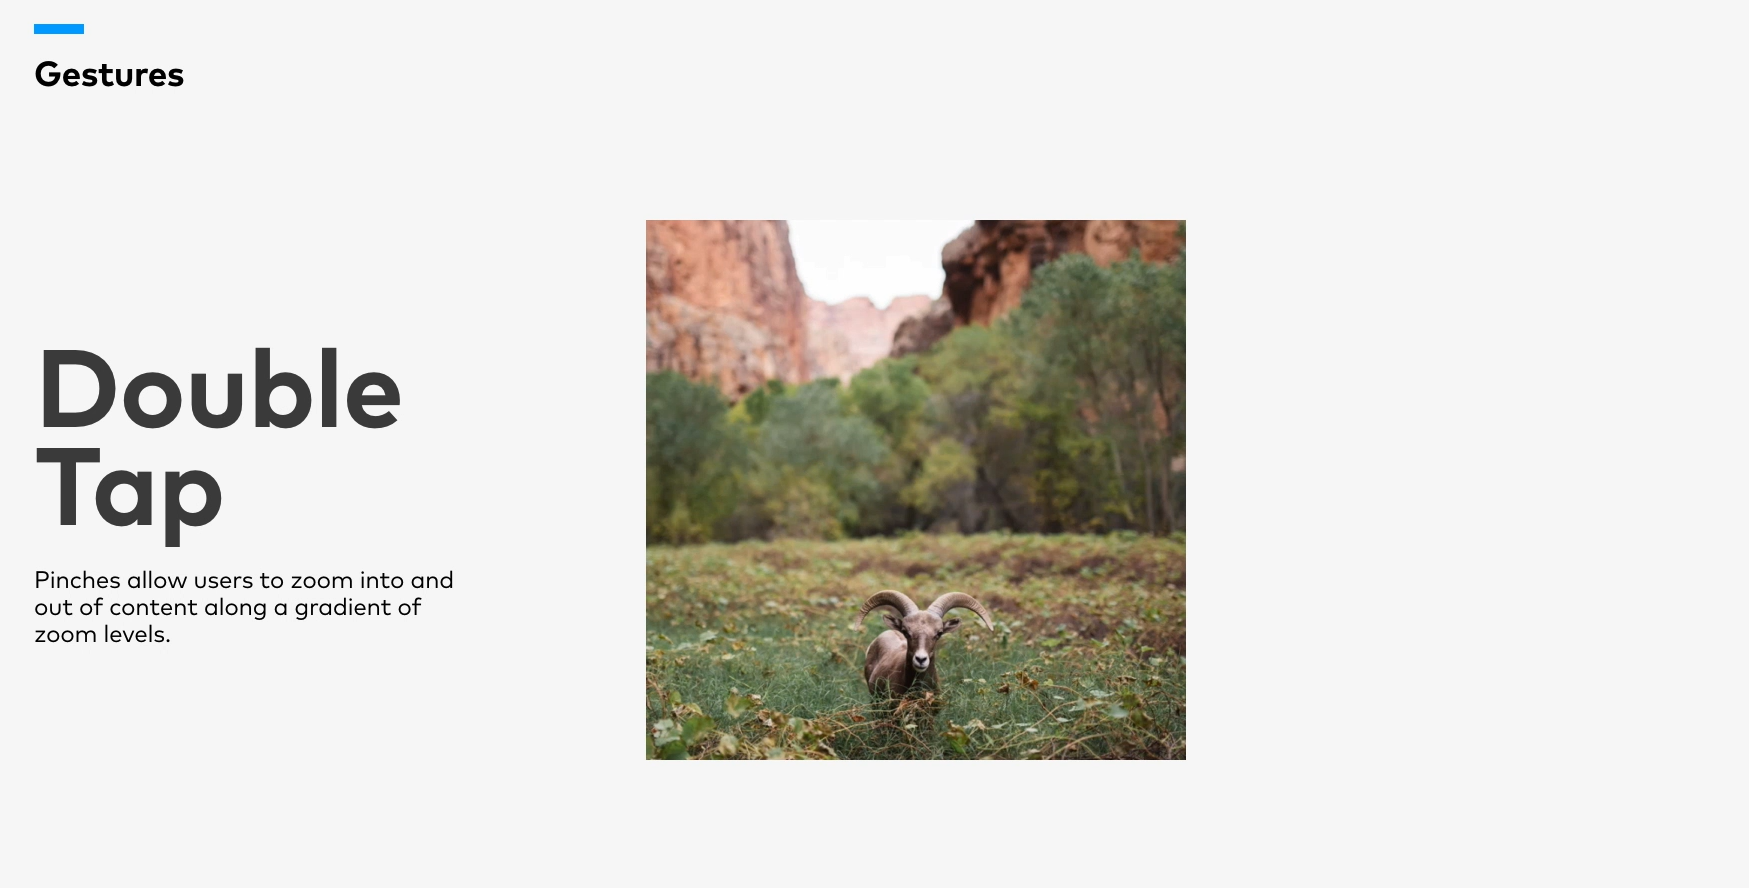 Gestures
Double
Tap
Pinches allow users to zoom into and
out of content along a gradient of
zoom levels.